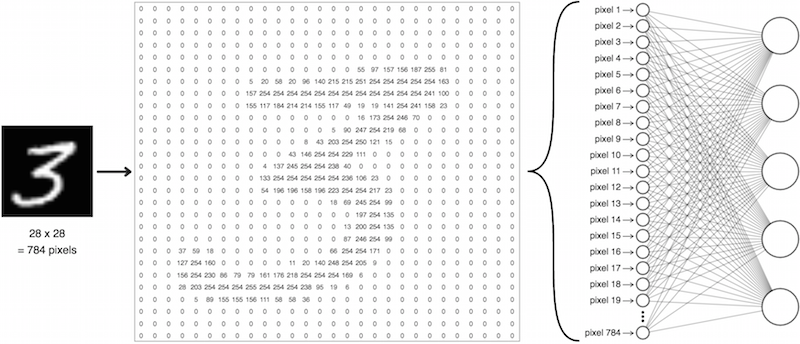 0 0 0 0 0 0 0 0 0 0 0 0 0 0 0 0 0 0 0 0 0 0 0 0 0 0 0 0
0 0 0 0 0 0 0 0 0 0 0 0 0 0 0 0 0 0 0 0 0 0 0 0 0 0 0 0
0 0 0 0 0 0 0 0 0 0 0 0 0 0 0 0 0 0 0 0 0 0 0 0 0 0 0 0
0 0 0 0 0 0 0 0 0 0 0 0 0 0 0 0 0 0 0 0 0 0 0 0 0 0 0 0
0 0 0 0 0 0 0 0 0 0 0 0 0 0 0 0 0 0 0 0 0 0 0 0 0 0 0 0
0 0 0 0 0 0 0 0 0 0 0 0 0 0 0 0 55 97 157 156 187 255 81 0 0 0 0 0
0 0 0 0 0 0 0 0 5 20 58 20 96 140 215 215 251 254 254 254 254 254 163 0 0 0 0 0
0 0 0 0 0 0 0 0 157 254 254 254 254 254 254 254 254 254 254 254 254 241 100 0 0 0 0 0
0 0 0 0 0 0 0 0 155 117 184 214 214 155 117 49 19 19 141 254 241 158 23 0 0 0 0 0
0 0 0 0 0 0 0 0 0 0 0 0 0 0 0 0 16 173 254 246 70 0 0 0 0 0 0 0
0 0 0 0 0 0 0 0 0 0 0 0 0 0 5 90 247 254 219 68 0 0 0 0 0 0 0 0
0 0 0 0 0 0 0 0 0 0 0 0 8 43 203 254 250 121 15 0 0 0 0 0 0 0 0 0
0 0 0 0 0 0 0 0 0 0 0 43 146 254 254 229 111 0 0 0 0 0 0 0 0 0 0 0
0 0 0 0 0 0 0 0 0 4 137 245 254 254 238 40 0 0 0 0 0 0 0 0 0 0 0 0
0 0 0 0 0 0 0 0 0 133 254 254 254 254 254 236 106 23 0 0 0 0 0 0 0 0 0 0
0 0 0 0 0 0 0 0 0 54 196 196 158 196 223 254 254 217 23 0 0 0 0 0 0 0 0 0
0 0 0 0 0 0 0 0 0 0 0 0 0 0 18 69 245 254 99 0 0 0 0 0 0 0 0 0
0 0 0 0 0 0 0 0 0 0 0 0 0 0 0 0 197 254 135 0 0 0 0 0 0 0 0 0
0 0 0 0 0 0 0 0 0 0 0 0 0 0 0 13 200 254 135 0 0 0 0 0 0 0 0 0
0 0 0 0 0 0 0 0 0 0 0 0 0 0 0 87 246 254 99 0 0 0 0 0 0 0 0 0
0 0 0 37 59 18 0 0 0 0 0 0 0 0 66 254 254 171 0 0 0 0 0 0 0 0 0 0
0 0 0 127 254 160 0 0 0 0 0 11 20 140 248 254 205 9 0 0 0 0 0 0 0 0 0 0
0 0 0 156 254 230 86 79 79 161 176 218 254 254 254 169 6 0 0 0 0 0 0 0 0 0 0 0
0 0 0 28 203 254 254 254 255 254 254 254 238 95 19 6 0 0 0 0 0 0 0 0 0 0 0 0
0 0 0 0 5 89 155 155 156 111 58 58 36 0 0 0 0 0 0 0 0 0 0 0 0 0 0 0
0 0 0 0 0 0 0 0 0 0 0 0 0 0 0 0 0 0 0 0 0 0 0 0 0 0 0 0
0 0 0 0 0 0 0 0 0 0 0 0 0 0 0 0 0 0 0 0 0 0 0 0 0 0 0 0
0 0 0 0 0 0 0 0 0 0 0 0 0 0 0 0 0 0 0 0 0 0 0 0 0 0 0 0
3
28 x 28
= 784 pixels
pixel 1
pixel 2
pixel 3
pixel 4
pixel 5
pixel 6
pixel 7
pixel 8
pixel 9
pixel 10
pixel 11
pixel 12
pixel 13
pixel 14
pixel 15
pixel 16
pixel 17
pixel 18
pixel 19
pixel 784